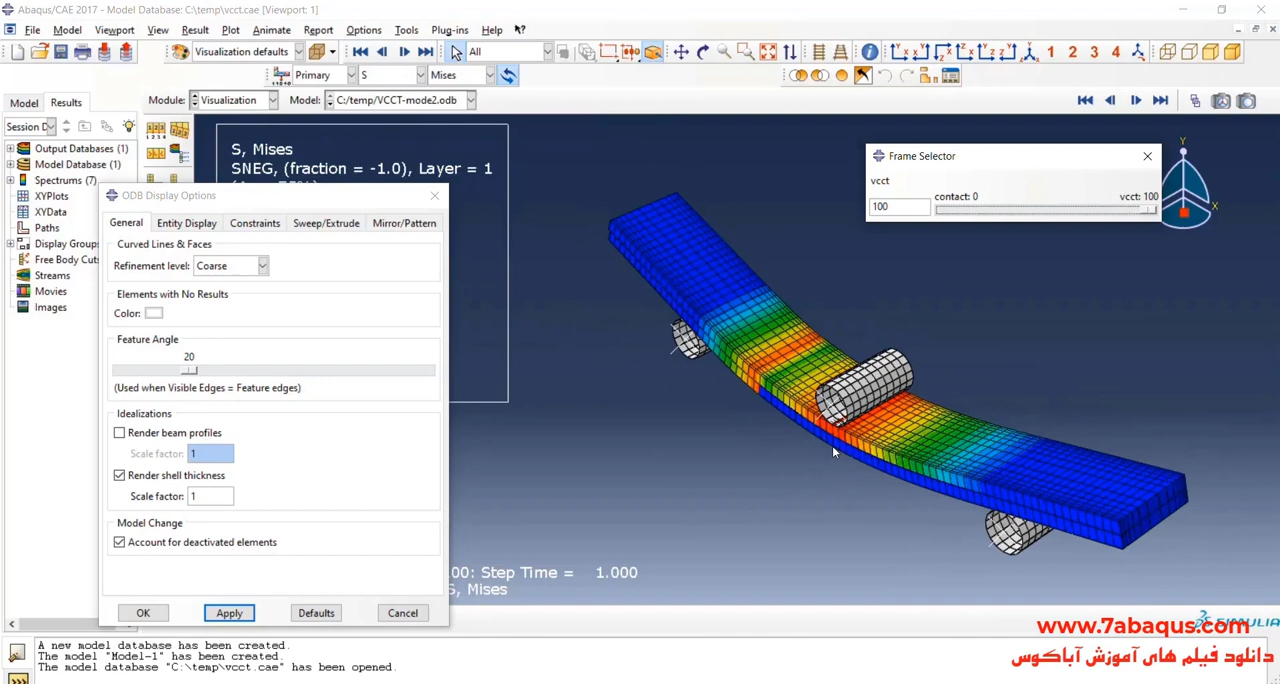 Abaqus/CAE 2017 - Model Database: C:\temp\vcct.cae [Viewport: 1]
File Model Viewport View Result Plot Animate Report Options Tools Plug-ins Help
Visualization defaults All 1 2 3 4
Primary S Mises
Model Results Module: Visualization Model: C:/temp/VCCT-mode2.odb
Session D
Output Databases (1)
Model Database (1)
Spectrums (7)
XYPlots
XYData
Paths
Display Groups
Free Body Cuts
Streams
Movies
Images
S, Mises
SNEG, (fraction = -1.0), Layer = 1
ODB Display Options
General Entity Display Constraints Sweep/Extrude Mirror/Pattern
Curved Lines & Faces
Refinement level: Coarse
Elements with No Results
Color:
Feature Angle
20
(Used when Visible Edges = Feature edges)
Idealizations
Render beam profiles
Scale factor: 1
Render shell thickness
Scale factor: 1
Model Change
Account for deactivated elements
OK Apply Defaults Cancel
Frame Selector
vcct
contact: 0 vcct: 100
100
Y
X
00: Step Time = 1.000
S, Mises
SIMULIA
A new model database has been created.
The model "Model-1" has been created.
The model database "C:\temp\vcct.cae" has been opened.
www.7abaqus.com
دانلود فیلم های آموزش آباکوس